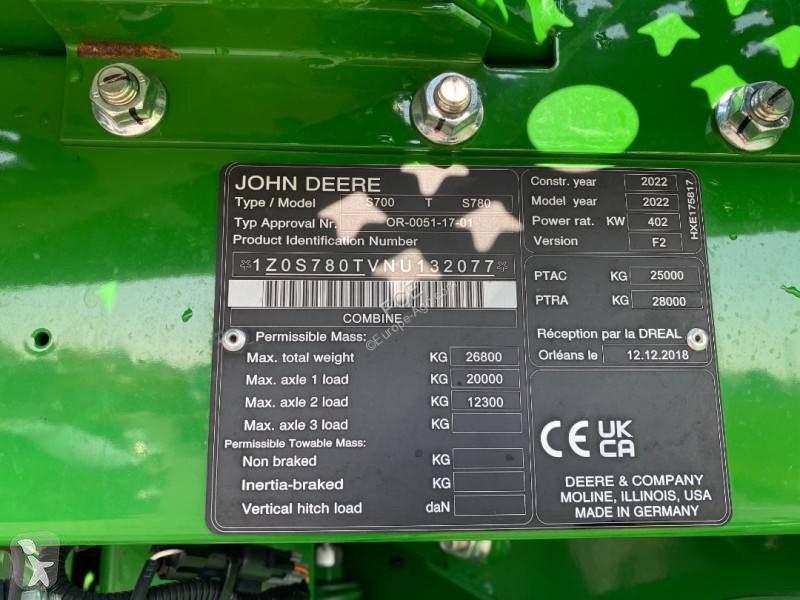 JOHN DEERE
Type / Model S700 T S780
Typ Approval Nr. OR-0051-17-01
Product Identification Number
*1Z0S780TVNU132077*
COMBINE
Permissible Mass:
Max. total weight KG 26800
Max. axle 1 load KG 20000
Max. axle 2 load KG 12300
Max. axle 3 load KG
Permissible Towable Mass:
Non braked KG
Inertia-braked KG
Vertical hitch load daN
Constr. year 2022
Model year 2022
Power rat. KW 402
Version F2
HXE175817
PTAC KG 25000
PTRA KG 28000
Réception par la DREAL
Orléans le 12.12.2018
CE UK
CA
DEERE & COMPANY
MOLINE, ILLINOIS, USA
MADE IN GERMANY